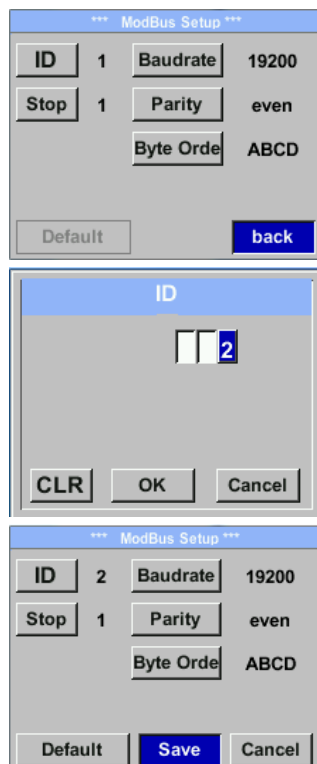 *** ModBus Setup ***
ID 1 Baudrate 19200
Stop 1 Parity even
Byte Orde ABCD
Default back
ID
2
CLR OK Cancel
*** ModBus Setup ***
ID 2 Baudrate 19200
Stop 1 Parity even
Byte Orde ABCD
Default Save Cancel